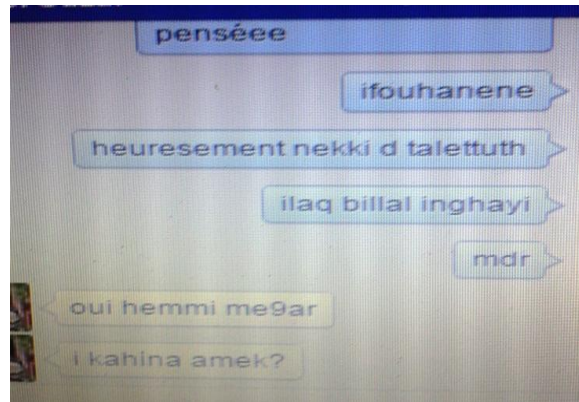 penséee
ifouhanene
heuresement nekki d talettuth
ilaq billal inghayi
mdr
oui hemmi me9ar
i kahina amek?